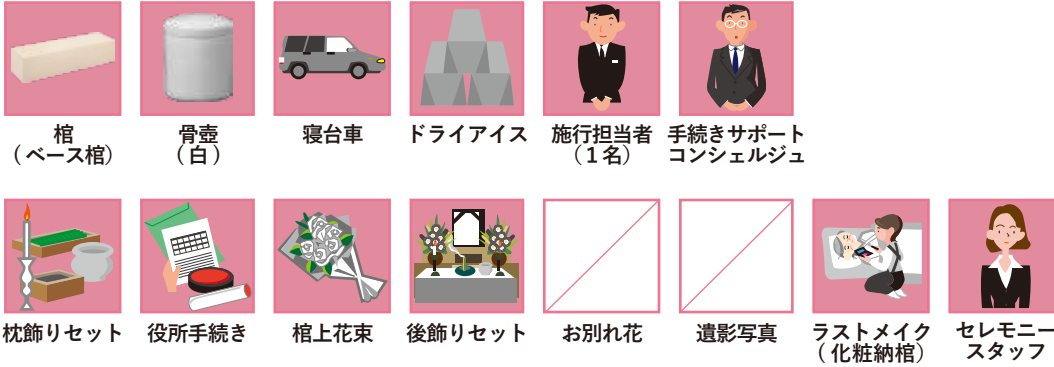 棺
（ベース棺）
骨壺
（白）
寝台車
ドライアイス
施行担当者
（1名）
手続きサポート
コンシェルジュ
枕飾りセット
役所手続き
棺上花束
後飾りセット
お別れ花
遺影写真
ラストメイク
（化粧納棺）
セレモニー
スタッフ